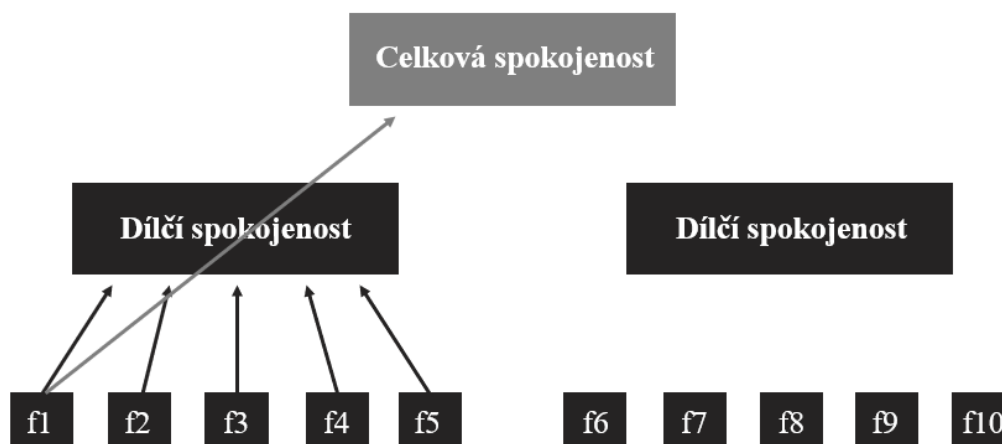 Celková spokojenost
Dílčí spokojenost Dílčí spokojenost
f1 f2 f3 f4 f5 f6 f7 f8 f9 f10